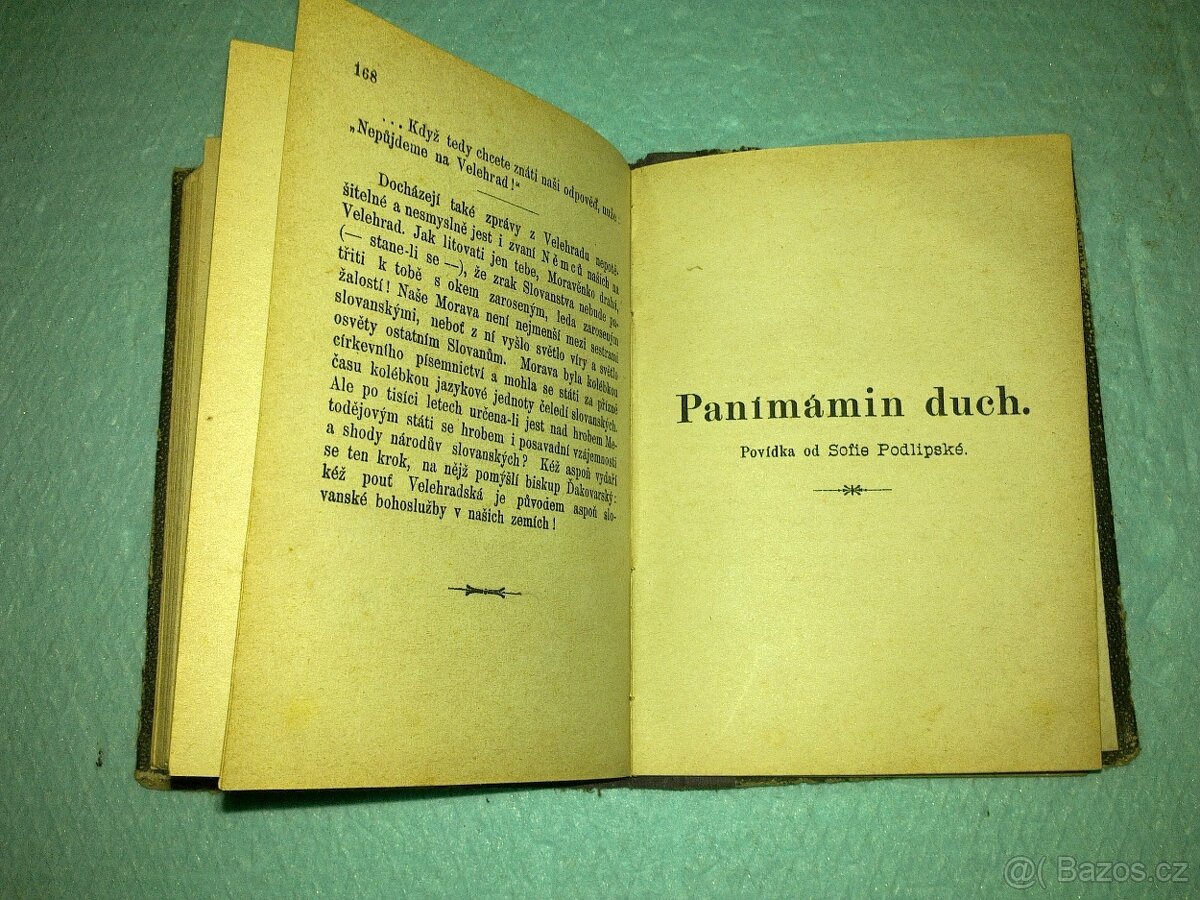 168
... Když tedy chcete znáti naši odpověď, nuže:
„Nepůjdeme na Velehrad!“
Docházejí také zprávy z Velehradu nepotě-
šitelné a nesmyslně jest i zvaní Němců našich na
Velehrad. Jak litovati jen tebe, Moravěnko drahá,
(— stane-li se —), že zrak Slovanstva nebude pa-
třiti k tobě s okem zaroseným, leda zaroseným
žalostí! Naše Morava není nejmenší mezi sestrami
slovanskými, neboť z ní vyšlo světlo víry a světlo
osvěty ostatním Slovanům. Morava byla kolébkou
církevního písemnictví a mohla se státi za přízně
času kolébkou jazykové jednoty čeledí slovanských.
Ale po tisíci letech určena-li jest nad hrobem Me-
todějovým státi se hrobem i posavadní vzájemnosti
a shody národův slovanských? Kéž aspoň vydaří
se ten krok, na nějž pomýšlí biskup Ďakovarský:
kéž pouť Velehradská je původem aspoň slo-
vanské bohoslužby v našich zemích!
Panímámin duch.
Povídka od Sofie Podlipské.
@( Bazos.cz